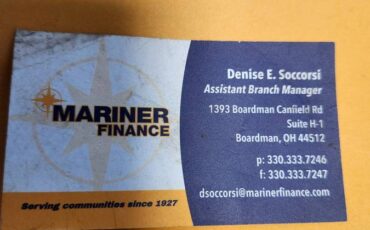 MARINER
FINANCE
Serving communities since 1927
Denise E. Soccorsi
Assistant Branch Manager
1393 Boardman Canfield Rd
Suite H-1
Boardman, OH 44512
p: 330.333.7246
f: 330.333.7247
dsoccorsi@marinerfinance.com